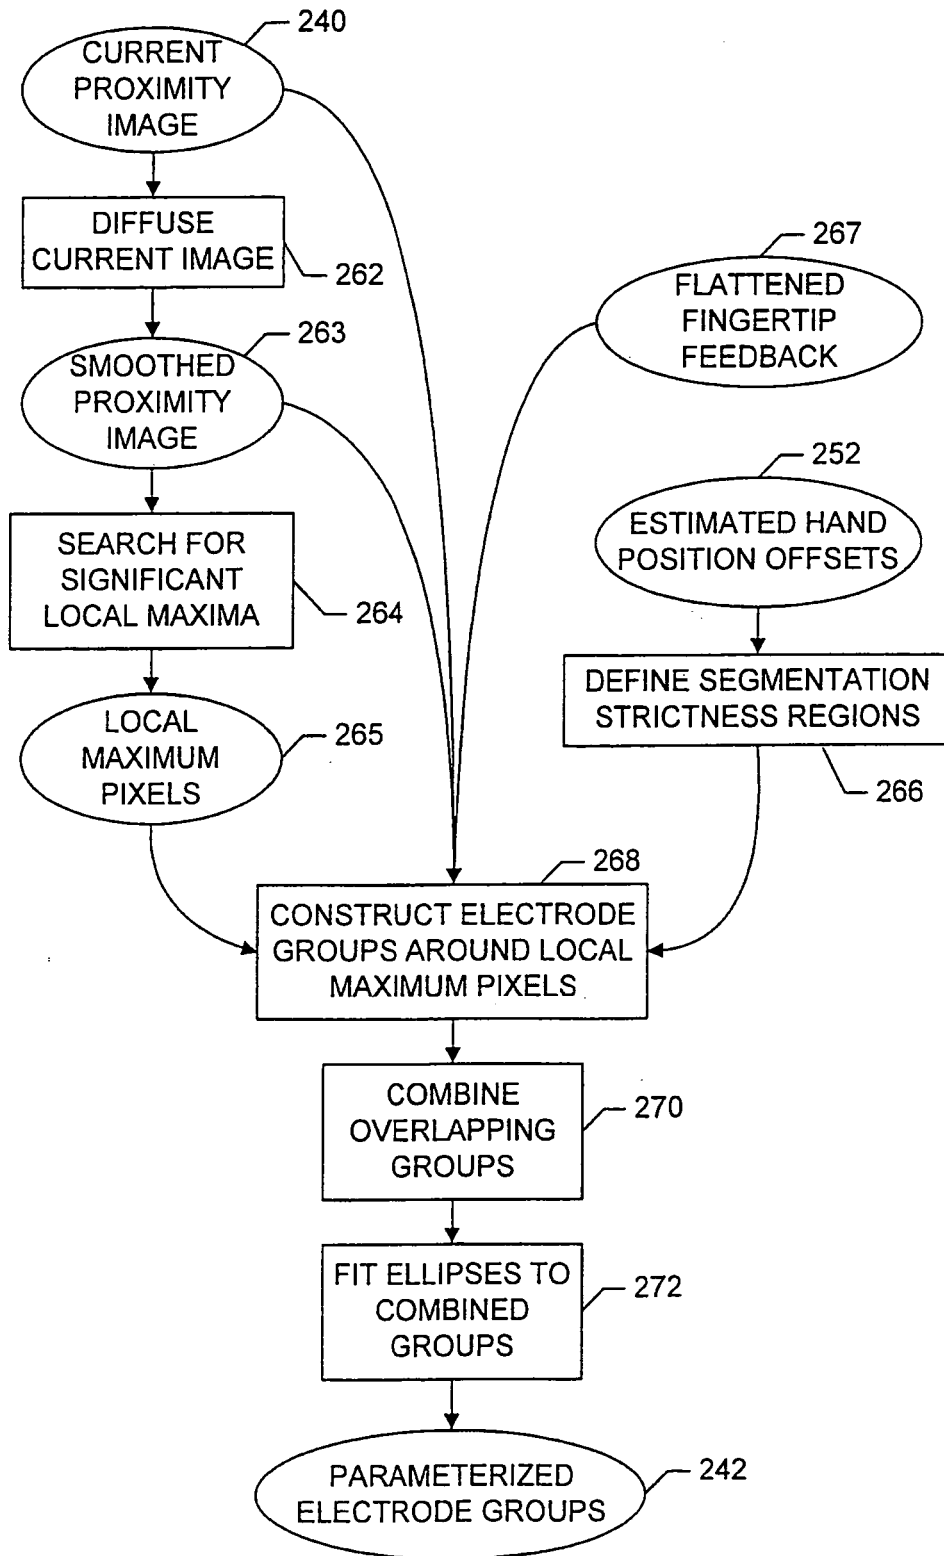 240
CURRENT
PROXIMITY
IMAGE
DIFFUSE
CURRENT IMAGE
262
263
SMOOTHED
PROXIMITY
IMAGE
SEARCH FOR
SIGNIFICANT
LOCAL MAXIMA
264
LOCAL
MAXIMUM
PIXELS
265
267
FLATTENED
FINGERTIP
FEEDBACK
252
ESTIMATED HAND
POSITION OFFSETS
DEFINE SEGMENTATION
STRICTNESS REGIONS
266
268
CONSTRUCT ELECTRODE
GROUPS AROUND LOCAL
MAXIMUM PIXELS
COMBINE
OVERLAPPING
GROUPS
270
FIT ELLIPSES TO
COMBINED
GROUPS
272
PARAMETERIZED
ELECTRODE GROUPS
242